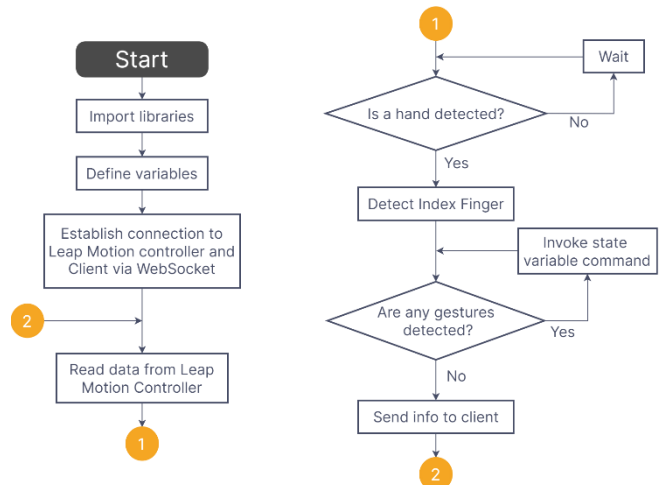 Start
Import libraries
Define variables
Establish connection to
Leap Motion controller and
Client via WebSocket
2
Read data from Leap
Motion Controller
1
1
Wait
Is a hand detected?
No
Yes
Detect Index Finger
Invoke state
variable command
Are any gestures
detected?
Yes
No
Send info to client
2